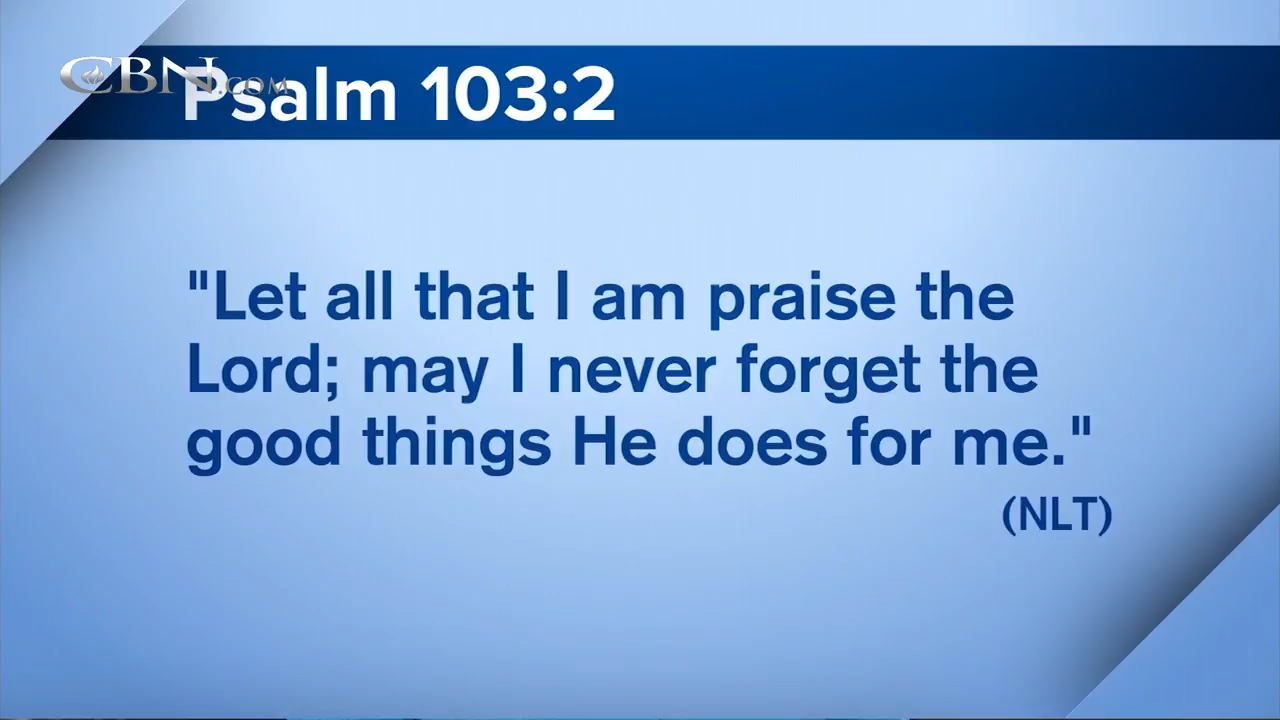 CBN.COM
Psalm 103:2
"Let all that I am praise the
Lord; may I never forget the
good things He does for me."
(NLT)